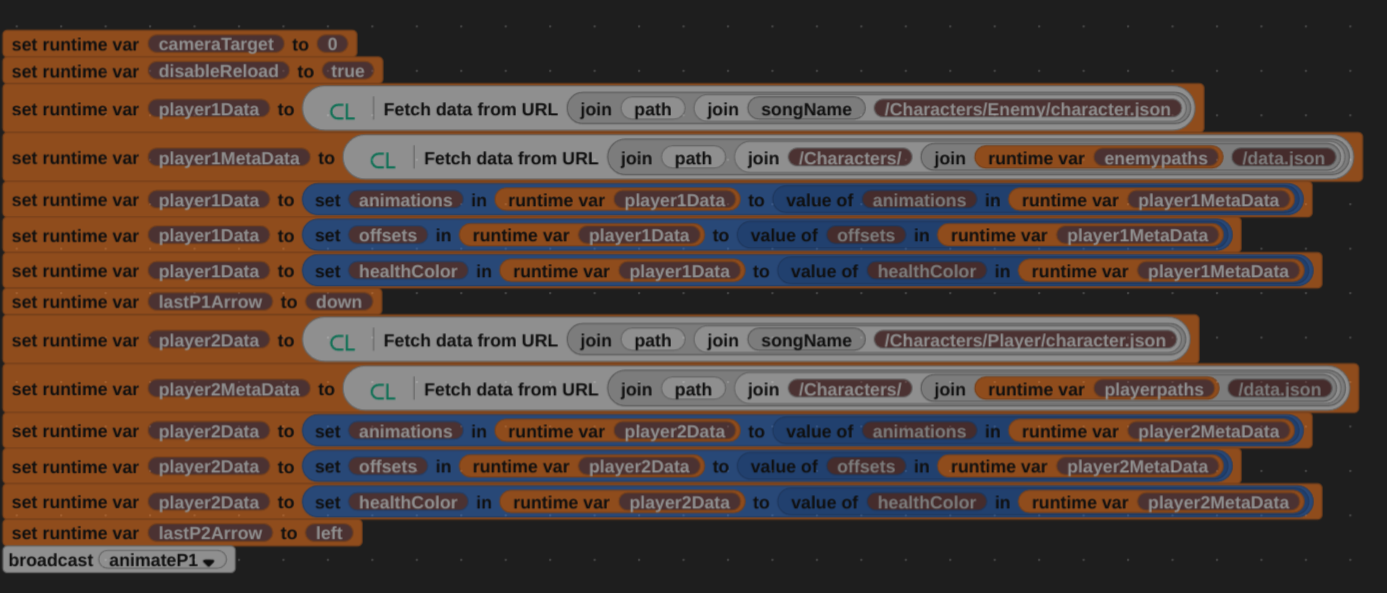 set runtime var cameraTarget to 0
set runtime var disableReload to true
set runtime var player1Data to CL Fetch data from URL join path join songName /Characters/Enemy/character.json
set runtime var player1MetaData to CL Fetch data from URL join path join /Characters/ join runtime var enemypaths /data.json
set runtime var player1Data to set animations in runtime var player1Data to value of animations in runtime var player1MetaData
set runtime var player1Data to set offsets in runtime var player1Data to value of offsets in runtime var player1MetaData
set runtime var player1Data to set healthColor in runtime var player1Data to value of healthColor in runtime var player1MetaData
set runtime var lastP1Arrow to down
set runtime var player2Data to CL Fetch data from URL join path join songName /Characters/Player/character.json
set runtime var player2MetaData to CL Fetch data from URL join path join /Characters/ join runtime var playerpaths /data.json
set runtime var player2Data to set animations in runtime var player2Data to value of animations in runtime var player2MetaData
set runtime var player2Data to set offsets in runtime var player2Data to value of offsets in runtime var player2MetaData
set runtime var player2Data to set healthColor in runtime var player2Data to value of healthColor in runtime var player2MetaData
set runtime var lastP2Arrow to left
broadcast animateP1